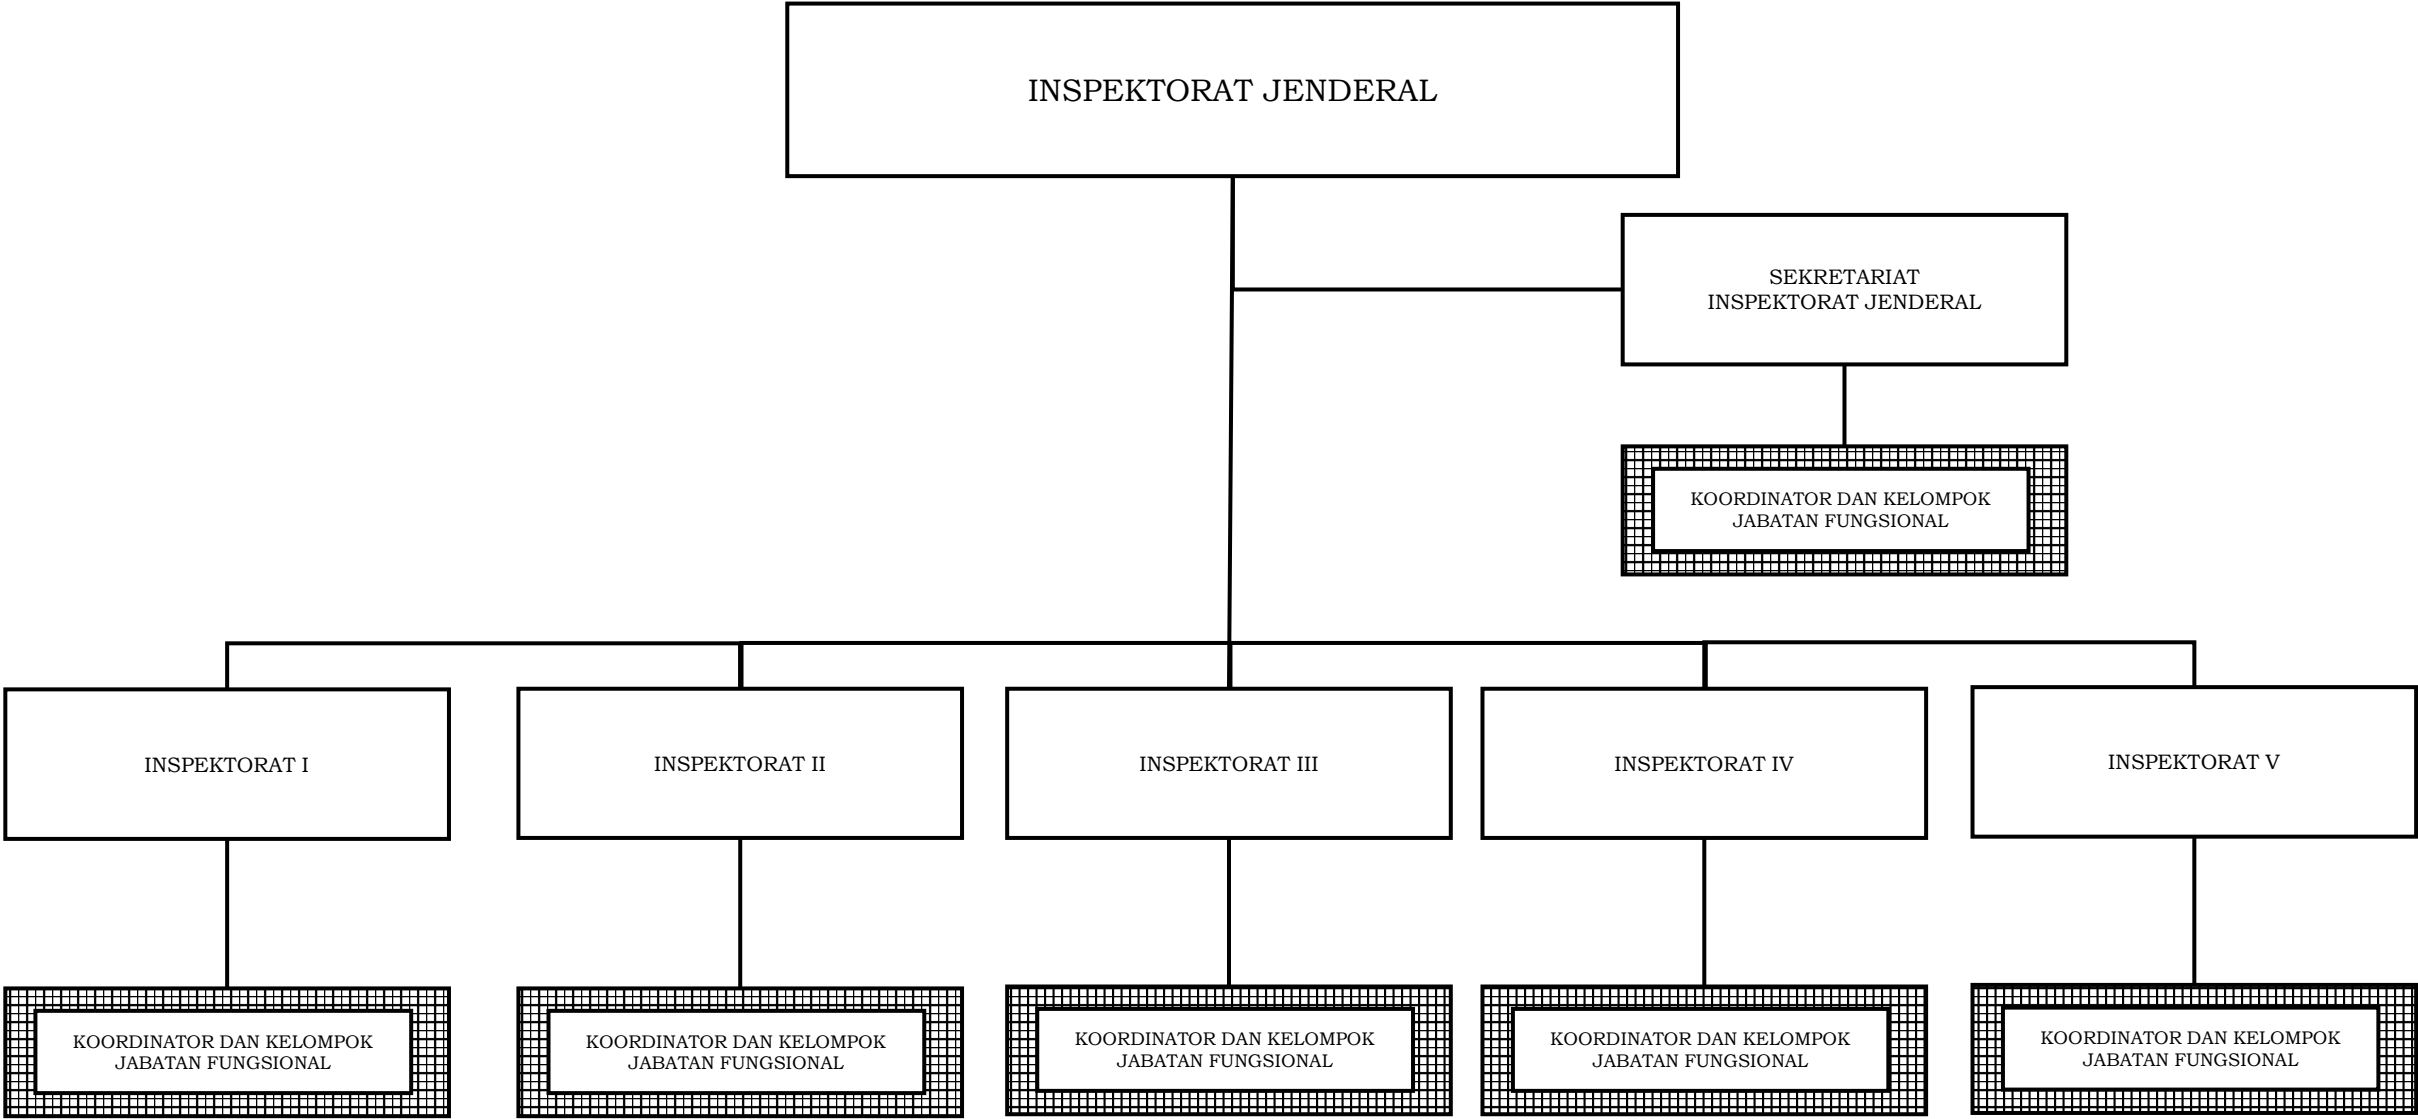 INSPEKTORAT JENDERAL
SEKRETARIAT
INSPEKTORAT JENDERAL
KOORDINATOR DAN KELOMPOK
JABATAN FUNGSIONAL
INSPEKTORAT I
INSPEKTORAT II
INSPEKTORAT III
INSPEKTORAT IV
INSPEKTORAT V
KOORDINATOR DAN KELOMPOK
JABATAN FUNGSIONAL
KOORDINATOR DAN KELOMPOK
JABATAN FUNGSIONAL
KOORDINATOR DAN KELOMPOK
JABATAN FUNGSIONAL
KOORDINATOR DAN KELOMPOK
JABATAN FUNGSIONAL
KOORDINATOR DAN KELOMPOK
JABATAN FUNGSIONAL